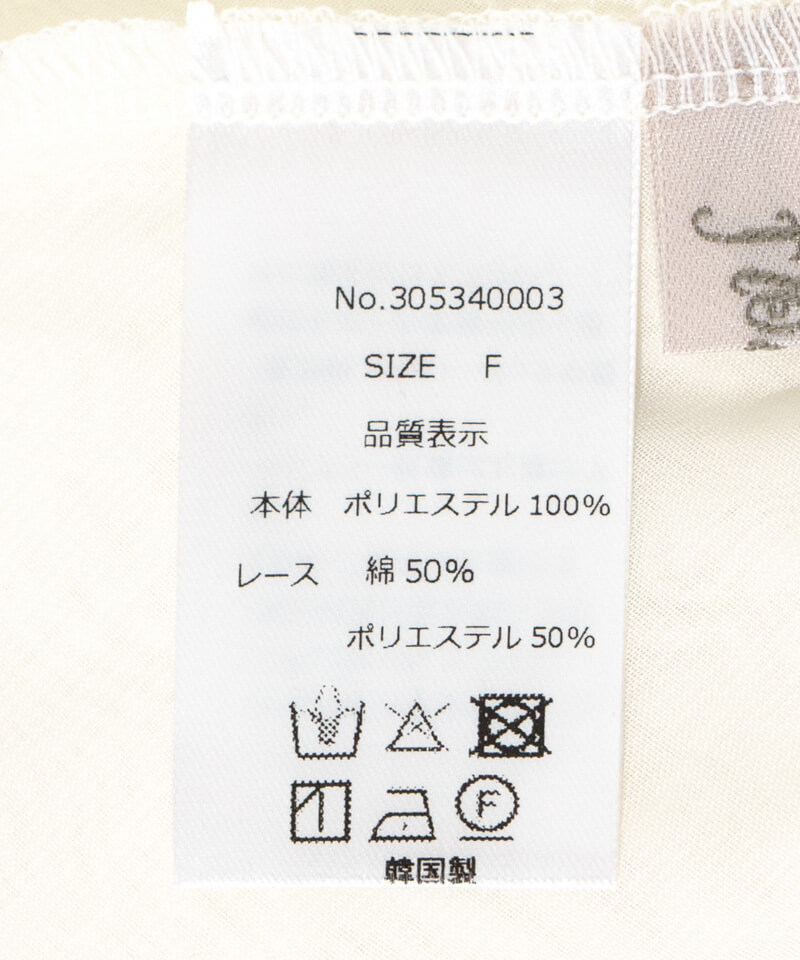 No.305340003
SIZE F
品質表示
本体 ポリエステル 100%
レース 綿 50%
ポリエステル 50%
F
韓国製